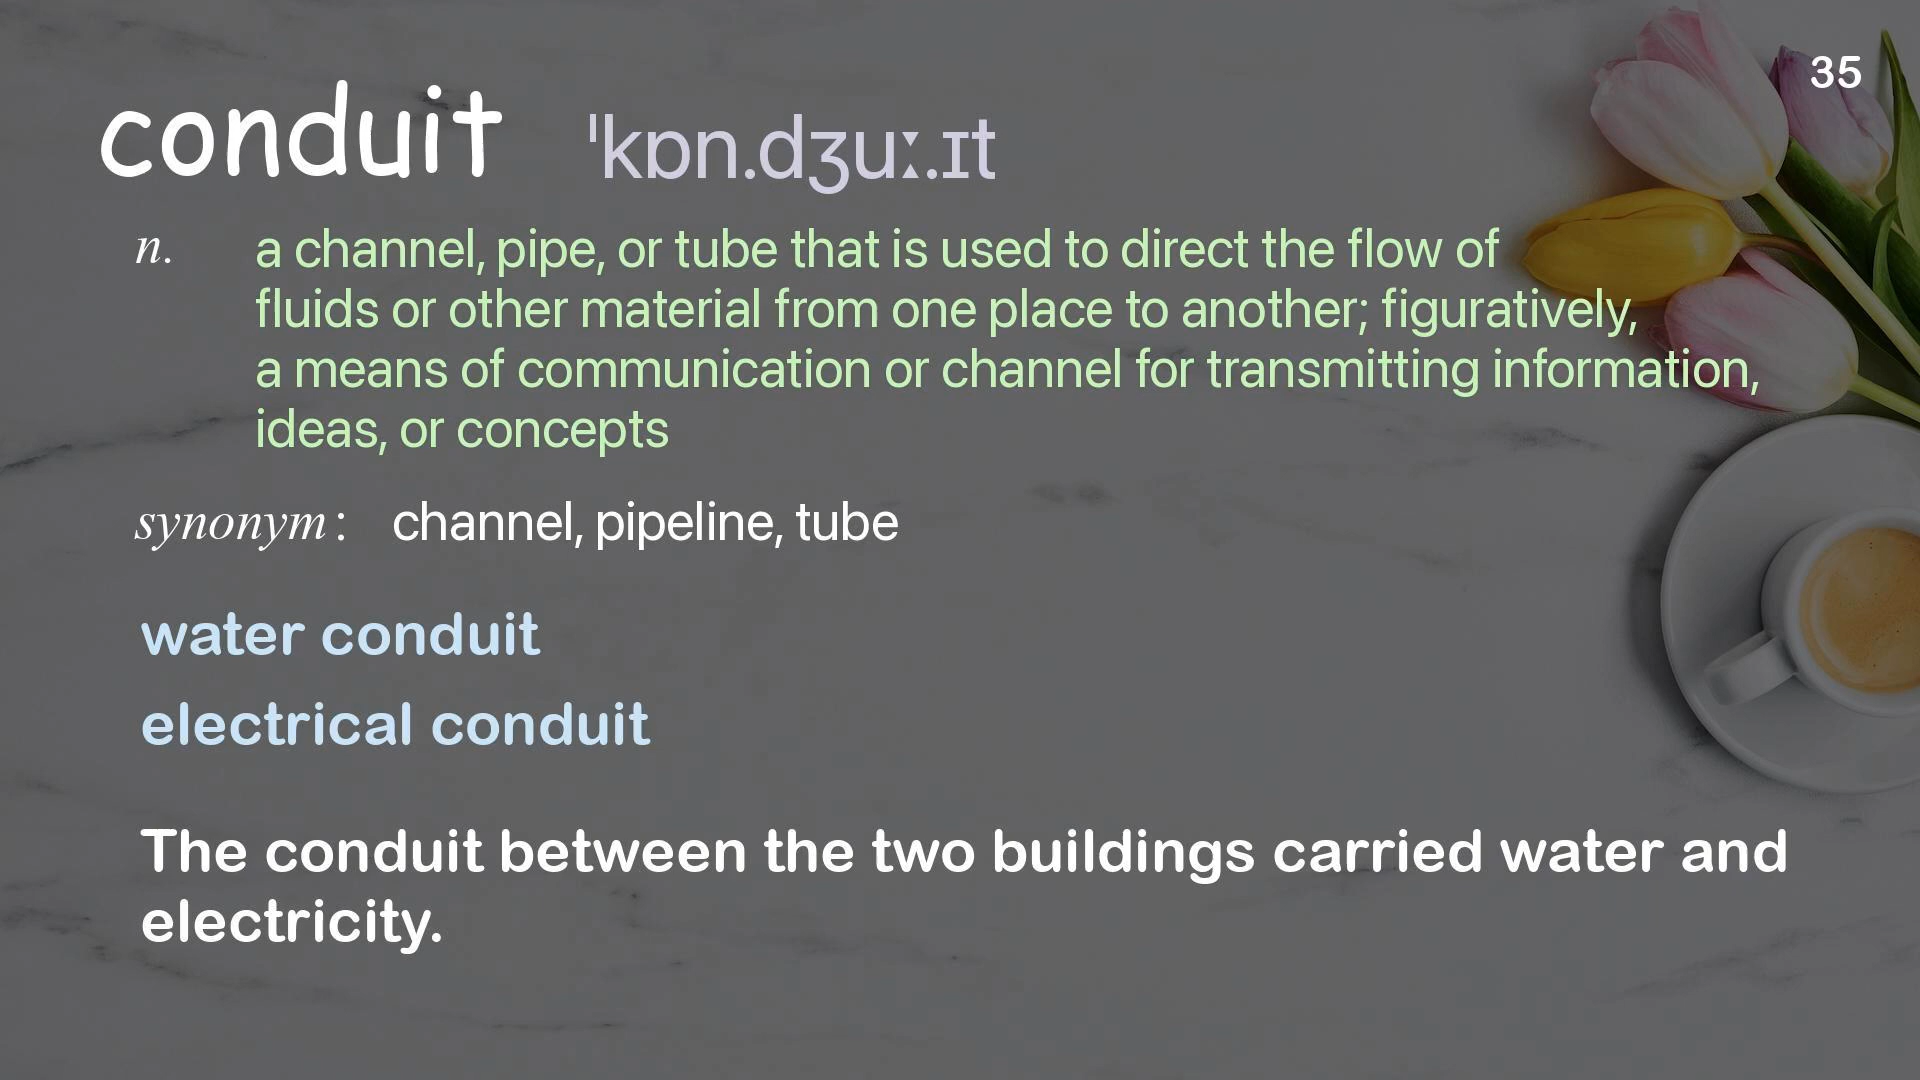 35
conduit ˈkɒn.dʒuː.ɪt
n. a channel, pipe, or tube that is used to direct the flow of
fluids or other material from one place to another; figuratively,
a means of communication or channel for transmitting information,
ideas, or concepts
synonym: channel, pipeline, tube
water conduit
electrical conduit
The conduit between the two buildings carried water and
electricity.